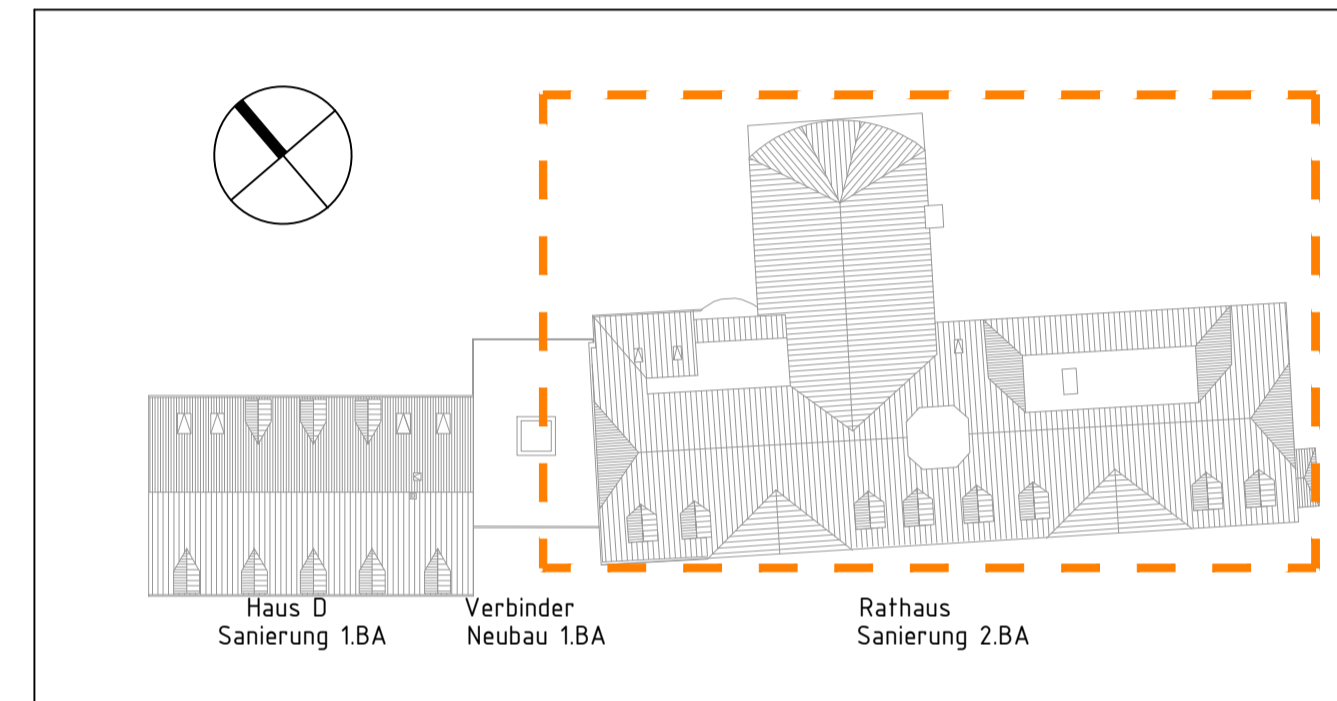 Haus D
Sanierung 1.BA
Verbinder
Neubau 1.BA
Rathaus
Sanierung 2.BA